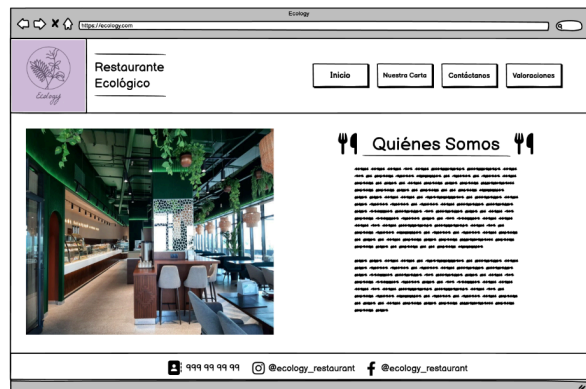 Ecology
https://ecology.com
Ecology
Restaurante
Ecológico
Inicio
Nuestra Carta
Contáctanos
Valoraciones
Quiénes Somos
999 99 99 99
@ecology_restaurant
@ecology_restaurant